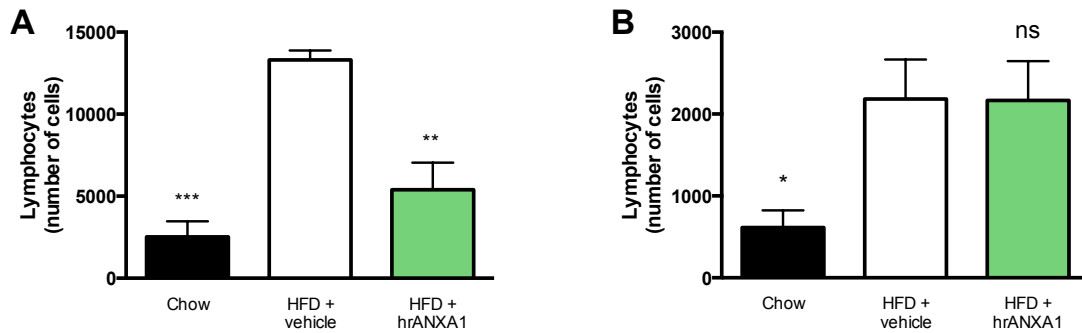 A
Lymphocytes
(number of cells)
15000
10000
5000
0
***
**
Chow
HFD +
vehicle
HFD +
hrANXA1
B
Lymphocytes
(number of cells)
3000
2000
1000
0
*
ns
Chow
HFD +
vehicle
HFD +
hrANXA1